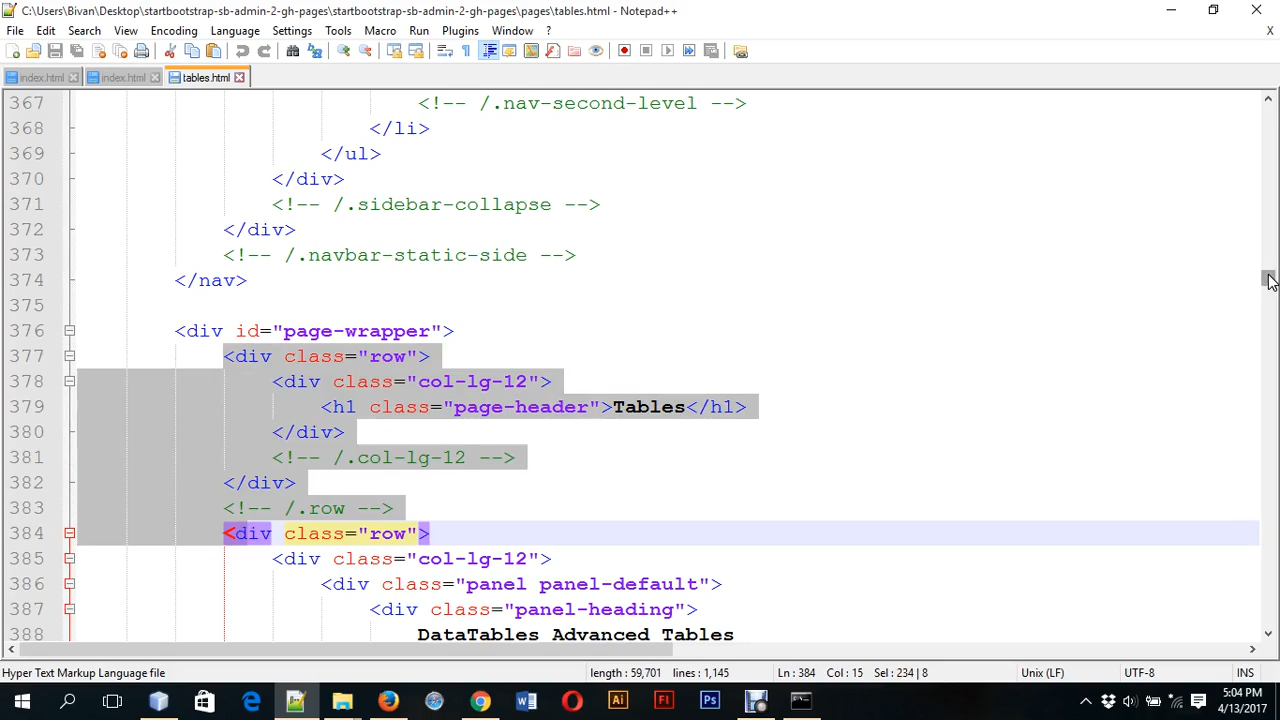 C:\Users\Bivan\Desktop\startbootstrap-sb-admin-2-gh-pages\startbootstrap-sb-admin-2-gh-pages\pages\tables.html - Notepad++
File Edit Search View Encoding Language Settings Tools Macro Run Plugins Window ? X
index.html index.html tables.html
367 <!-- /.nav-second-level -->
368 </li>
369 </ul>
370 </div>
371 <!-- /.sidebar-collapse -->
372 </div>
373 <!-- /.navbar-static-side -->
374 </nav>
375
376 <div id="page-wrapper">
377 <div class="row">
378 <div class="col-lg-12">
379 <h1 class="page-header">Tables</h1>
380 </div>
381 <!-- /.col-lg-12 -->
382 </div>
383 <!-- /.row -->
384 <div class="row">
385 <div class="col-lg-12">
386 <div class="panel panel-default">
387 <div class="panel-heading">
388 DataTables Advanced Tables
Hyper Text Markup Language file length : 59,701 lines : 1,145 Ln : 384 Col : 15 Sel : 234 | 8 Unix (LF) UTF-8 INS
Ai Fl Ps 5:04 PM
4/13/2017